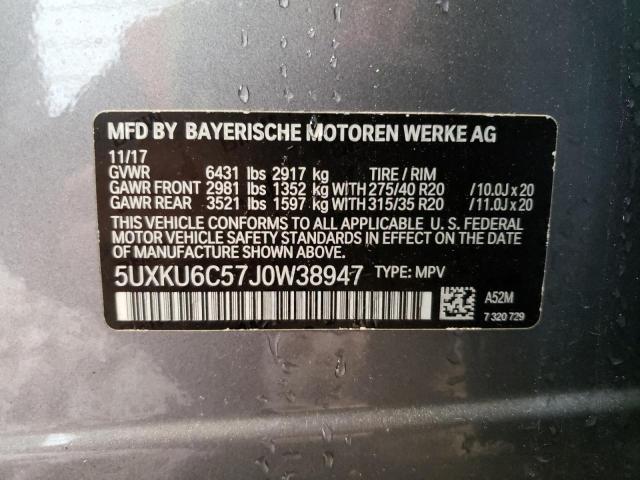 MFD BY BAYERISCHE MOTOREN WERKE AG
11/17
GVWR 6431 lbs 2917 kg TIRE / RIM
GAWR FRONT 2981 lbs 1352 kg WITH 275/40 R20 /10.0J x 20
GAWR REAR 3521 lbs 1597 kg WITH 315/35 R20 /11.0J x 20
THIS VEHICLE CONFORMS TO ALL APPLICABLE U. S. FEDERAL
MOTOR VEHICLE SAFETY STANDARDS IN EFFECT ON THE DATE
OF MANUFACTURE SHOWN ABOVE.
5UXKU6C57J0W38947 TYPE: MPV
A52M
7 320 729